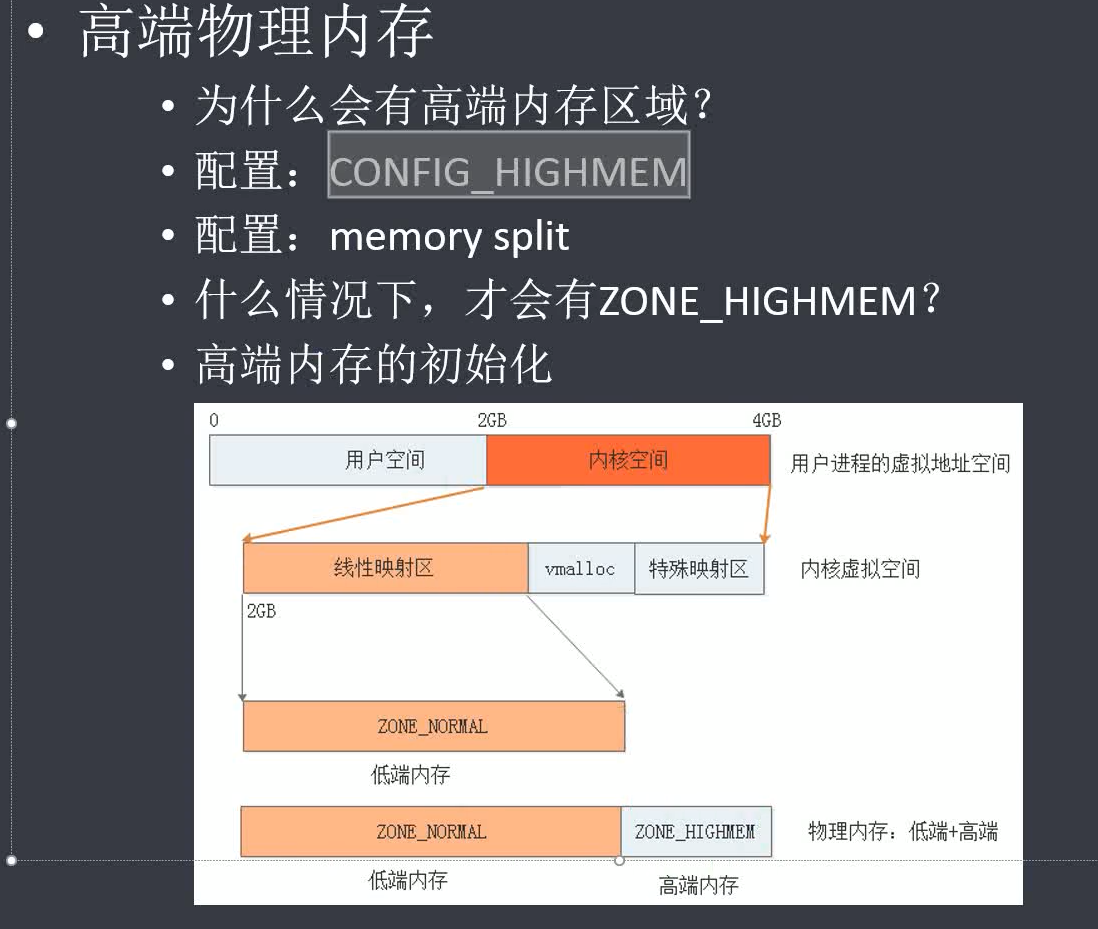 • 高端物理内存
• 为什么会有高端内存区域？
• 配置：CONFIG_HIGHMEM
• 配置：memory split
• 什么情况下，才会有ZONE_HIGHMEM？
• 高端内存的初始化
0 2GB 4GB
用户空间 内核空间 用户进程的虚拟地址空间
线性映射区 vmalloc 特殊映射区 内核虚拟空间
2GB
ZONE_NORMAL
低端内存
ZONE_NORMAL ZONE_HIGHMEM 物理内存：低端+高端
低端内存 高端内存